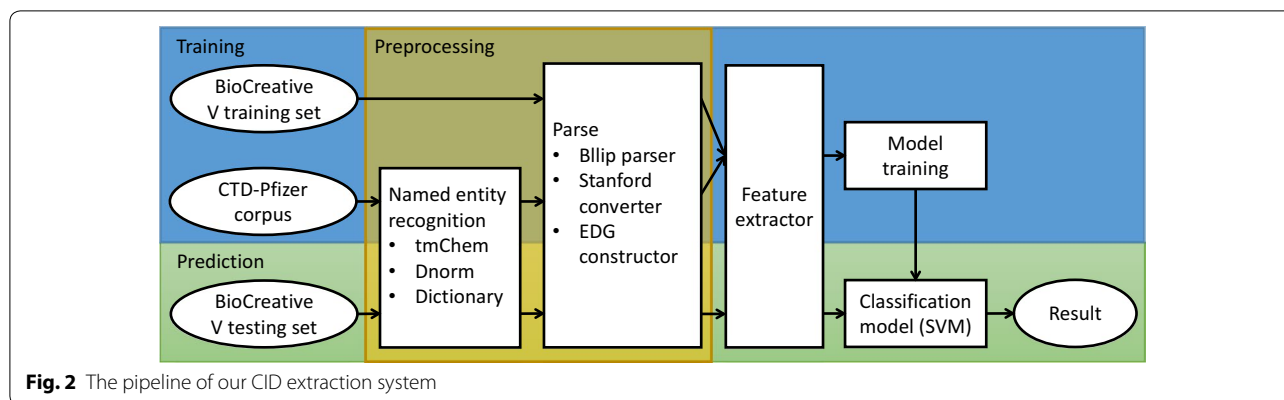 Training
Preprocessing
BioCreative
V training set
CTD-Pfizer
corpus
Named entity
recognition
• tmChem
• Dnorm
• Dictionary
Parse
• Bllip parser
• Stanford
converter
• EDG
constructor
Feature
extractor
Model
training
Prediction
BioCreative
V testing set
Classification
model (SVM)
Result
Fig. 2 The pipeline of our CID extraction system